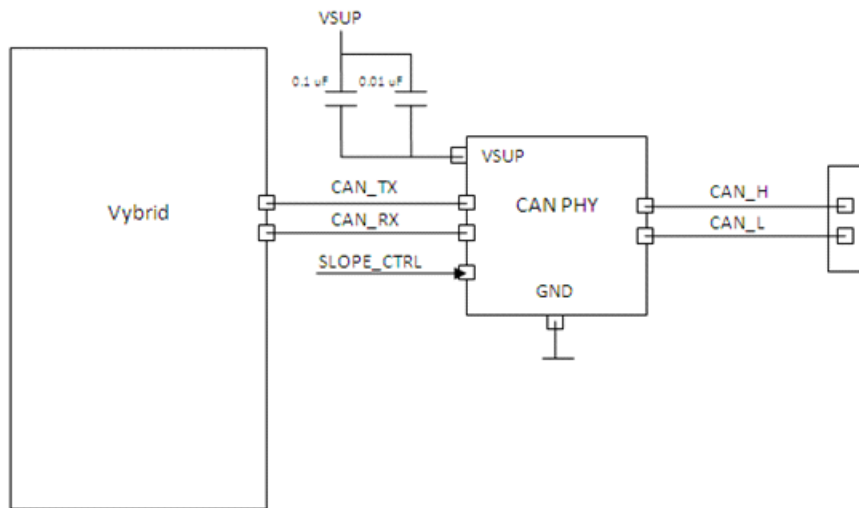 VSUP
0.1 uF 0.01 uF
VSUP
CAN_TX
CAN_H
Vybrid
CAN PHY
CAN_RX
CAN_L
SLOPE_CTRL
GND